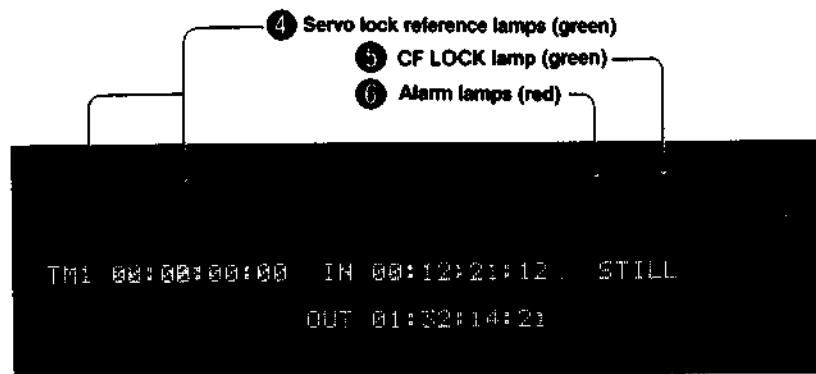 4 Servo lock reference lamps (green)
5 CF LOCK lamp (green)
6 Alarm lamps (red)
TM1 00:00:00:00 IN 00:12:21:12. STILL
OUT 01:32:14:21